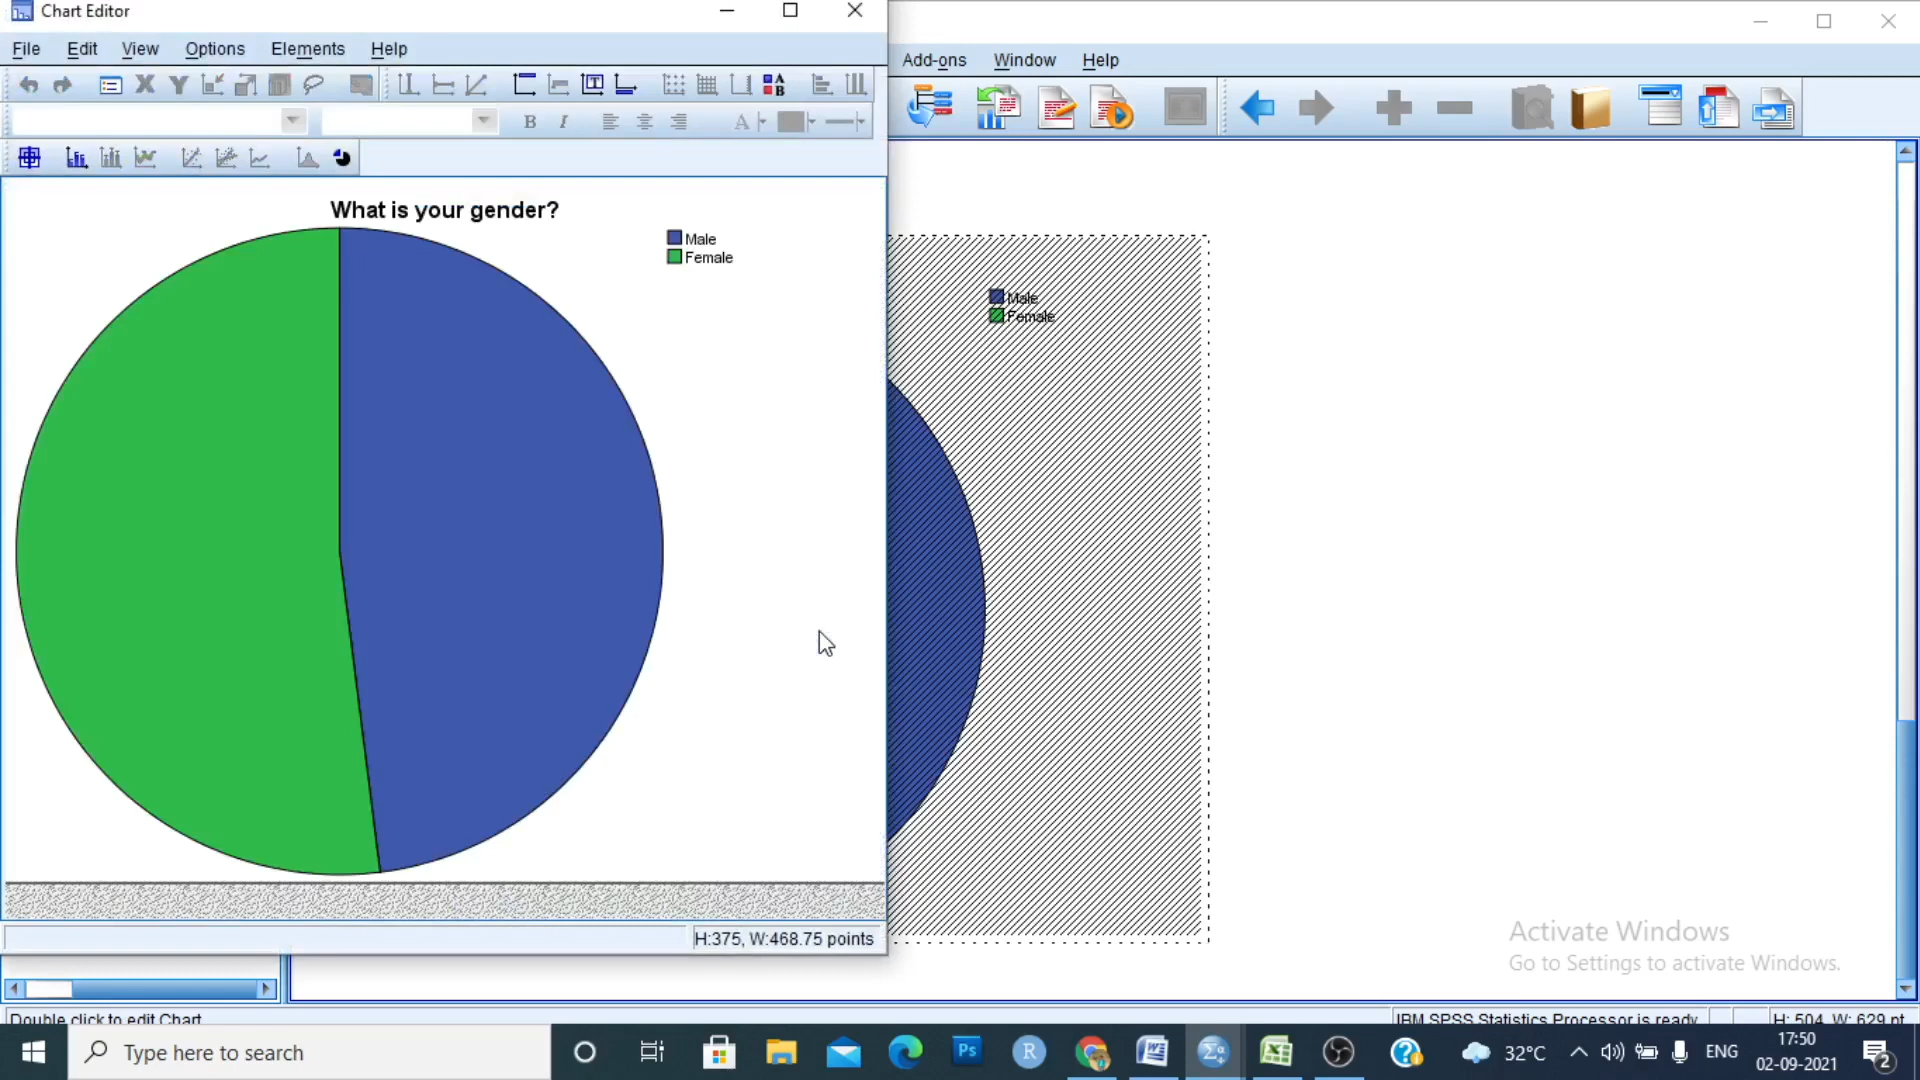 Chart Editor
File Edit View Options Elements Help
Add-ons Window Help
B I A
What is your gender?
Male
Female
Male
Female
H:375, W:468.75 points
Activate Windows
Go to Settings to activate Windows.
Double click to edit Chart
IBM SPSS Statistics Processor is ready
H: 504, W: 629 pt
Type here to search
Ps
R
32°C
ENG
17:50
02-09-2021
2